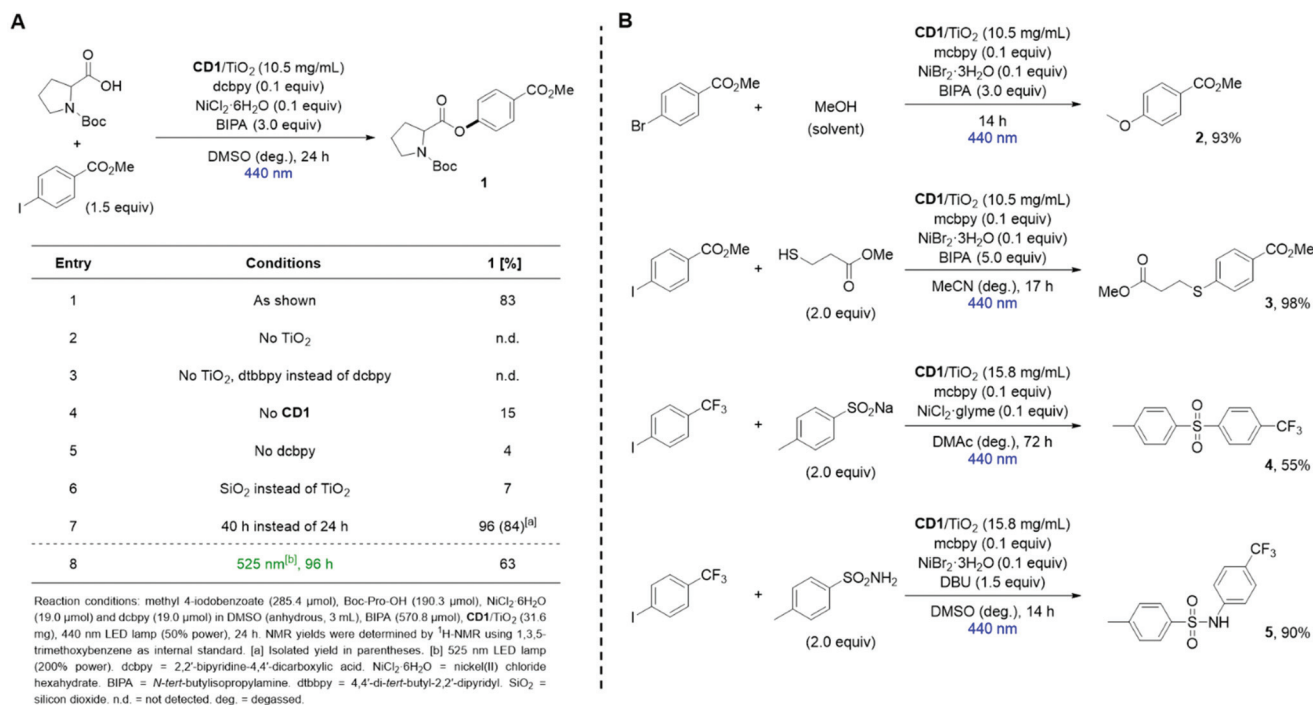 A
O
OH
N
Boc
+
CO2Me
I
(1.5 equiv)
CD1/TiO2 (10.5 mg/mL)
dcbpy (0.1 equiv)
NiCl2·6H2O (0.1 equiv)
BIPA (3.0 equiv)
DMSO (deg.), 24 h
440 nm
CO2Me
O
O
N
Boc
1
Entry Conditions 1 [%]
1 As shown 83
2 No TiO2 n.d.
3 No TiO2, dtbbpy instead of dcbpy n.d.
4 No CD1 15
5 No dcbpy 4
6 SiO2 instead of TiO2 7
7 40 h instead of 24 h 96 (84)[a]
8 525 nm[b], 96 h 63
Reaction conditions: methyl 4-iodobenzoate (285.4 μmol), Boc-Pro-OH (190.3 μmol), NiCl2·6H2O
(19.0 μmol) and dcbpy (19.0 μmol) in DMSO (anhydrous, 3 mL), BIPA (570.8 μmol), CD1/TiO2 (31.6
mg), 440 nm LED lamp (50% power), 24 h. NMR yields were determined by 1H-NMR using 1,3,5-
trimethoxybenzene as internal standard. [a] Isolated yield in parentheses. [b] 525 nm LED lamp
(200% power). dcbpy = 2,2'-bipyridine-4,4'-dicarboxylic acid. NiCl2·6H2O = nickel(II) chloride
hexahydrate. BIPA = N-tert-butylisopropylamine. dtbbpy = 4,4'-di-tert-butyl-2,2'-dipyridyl. SiO2 =
silicon dioxide. n.d. = not detected. deg. = degassed.
B
CO2Me
Br
+
MeOH
(solvent)
CD1/TiO2 (10.5 mg/mL)
mcbpy (0.1 equiv)
NiBr2·3H2O (0.1 equiv)
BIPA (3.0 equiv)
14 h
440 nm
CO2Me
O
2, 93%
CO2Me
I
+
HS
OMe
O
(2.0 equiv)
CD1/TiO2 (10.5 mg/mL)
mcbpy (0.1 equiv)
NiBr2·3H2O (0.1 equiv)
BIPA (5.0 equiv)
MeCN (deg.), 17 h
440 nm
CO2Me
O
MeO
S
3, 98%
CF3
I
+
SO2Na
(2.0 equiv)
CD1/TiO2 (15.8 mg/mL)
mcbpy (0.1 equiv)
NiCl2·glyme (0.1 equiv)
DMAc (deg.), 72 h
440 nm
O
S
O
CF3
4, 55%
CF3
I
+
SO2NH2
(2.0 equiv)
CD1/TiO2 (15.8 mg/mL)
mcbpy (0.1 equiv)
NiBr2·3H2O (0.1 equiv)
DBU (1.5 equiv)
DMSO (deg.), 14 h
440 nm
CF3
O
S
NH
O
5, 90%